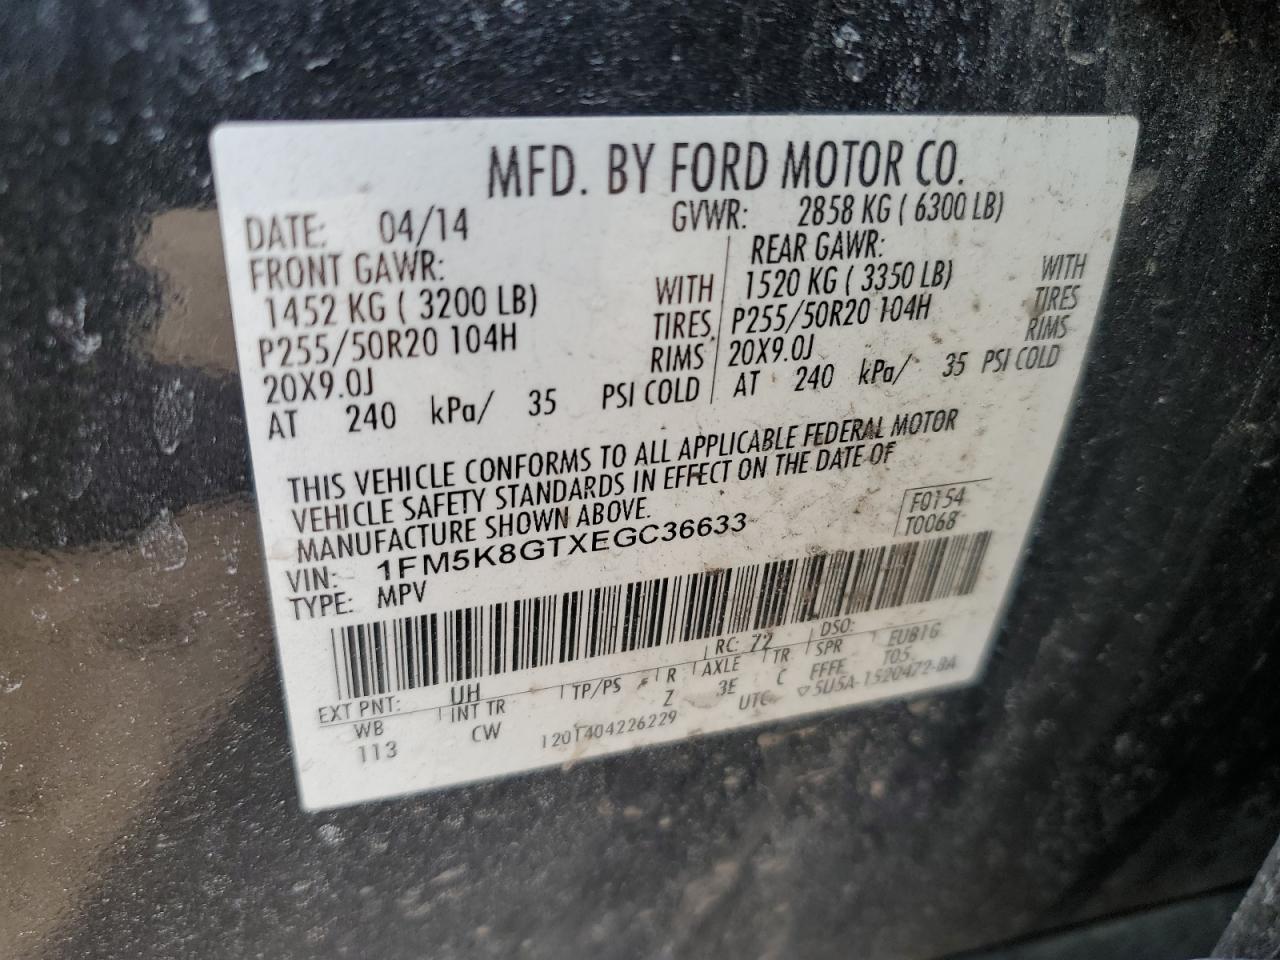 MFD. BY FORD MOTOR CO.
DATE: 04/14 GVWR: 2858 KG ( 6300 LB)
FRONT GAWR: REAR GAWR:
1452 KG ( 3200 LB) WITH 1520 KG ( 3350 LB) WITH
P255/50R20 104H TIRES P255/50R20 104H TIRES
20X9.0J RIMS 20X9.0J RIMS
AT 240 kPa/ 35 PSI COLD AT 240 kPa/ 35 PSI COLD
THIS VEHICLE CONFORMS TO ALL APPLICABLE FEDERAL MOTOR
VEHICLE SAFETY STANDARDS IN EFFECT ON THE DATE OF
MANUFACTURE SHOWN ABOVE.
VIN: 1FM5K8GTXEGC36633 F0154
TYPE: MPV T0068
EXT PNT: UH RC: 72 DSO:
WB INT TR TP/PS R AXLE TR SPR EUB1G
113 CW Z 3E C FFFF T05
120T404226229 UTC ▽5U5A-1520472-BA